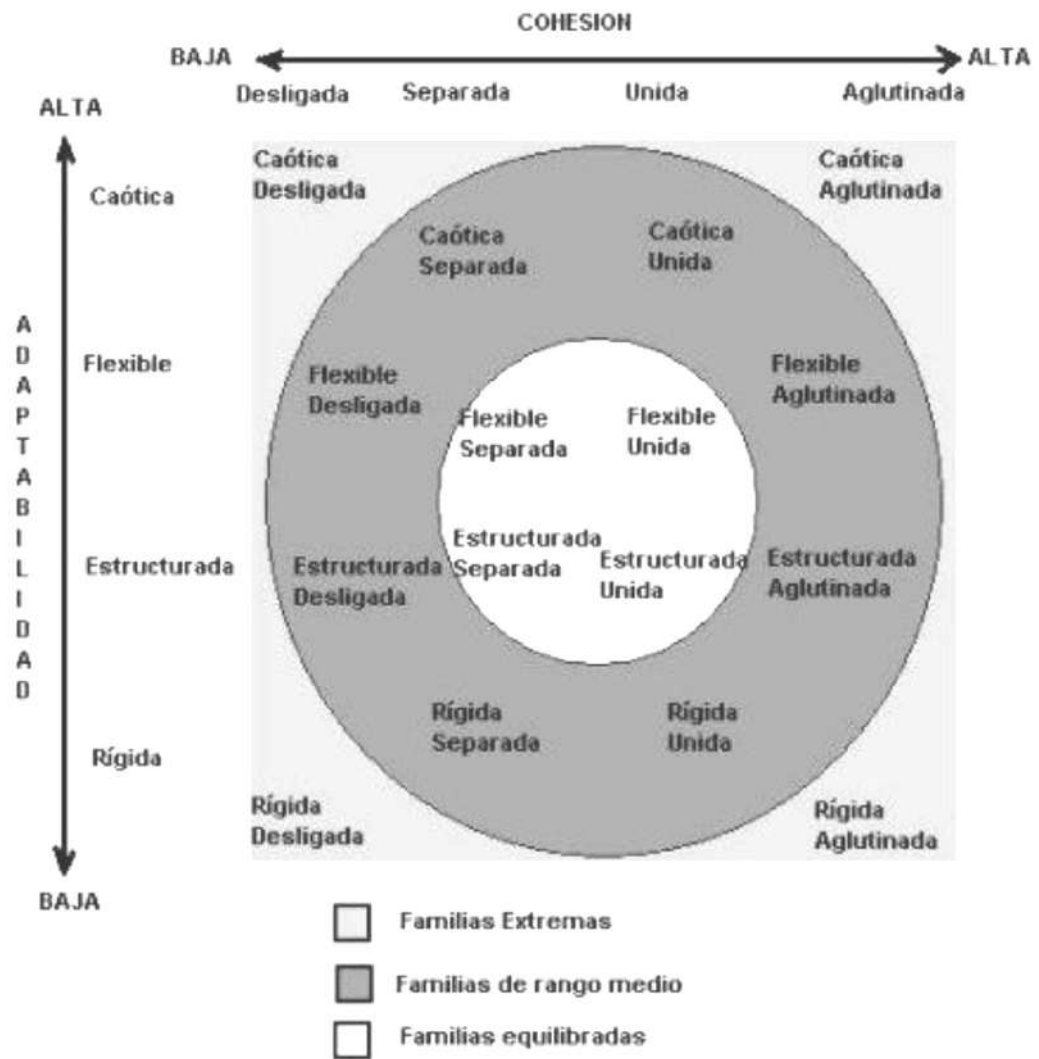 COHESION
BAJA
ALTA
Desligada
Separada
Unida
Aglutinada
ALTA
Caótica
Flexible
Estructurada
Rígida
BAJA
ADAPTABILIDAD
Caótica
Desligada
Caótica
Aglutinada
Caótica
Separada
Caótica
Unida
Flexible
Desligada
Flexible
Separada
Flexible
Unida
Flexible
Aglutinada
Estructurada
Desligada
Estructurada
Separada
Estructurada
Unida
Estructurada
Aglutinada
Rígida
Separada
Rígida
Unida
Rígida
Desligada
Rígida
Aglutinada
Familias Extremas
Familias de rango medio
Familias equilibradas